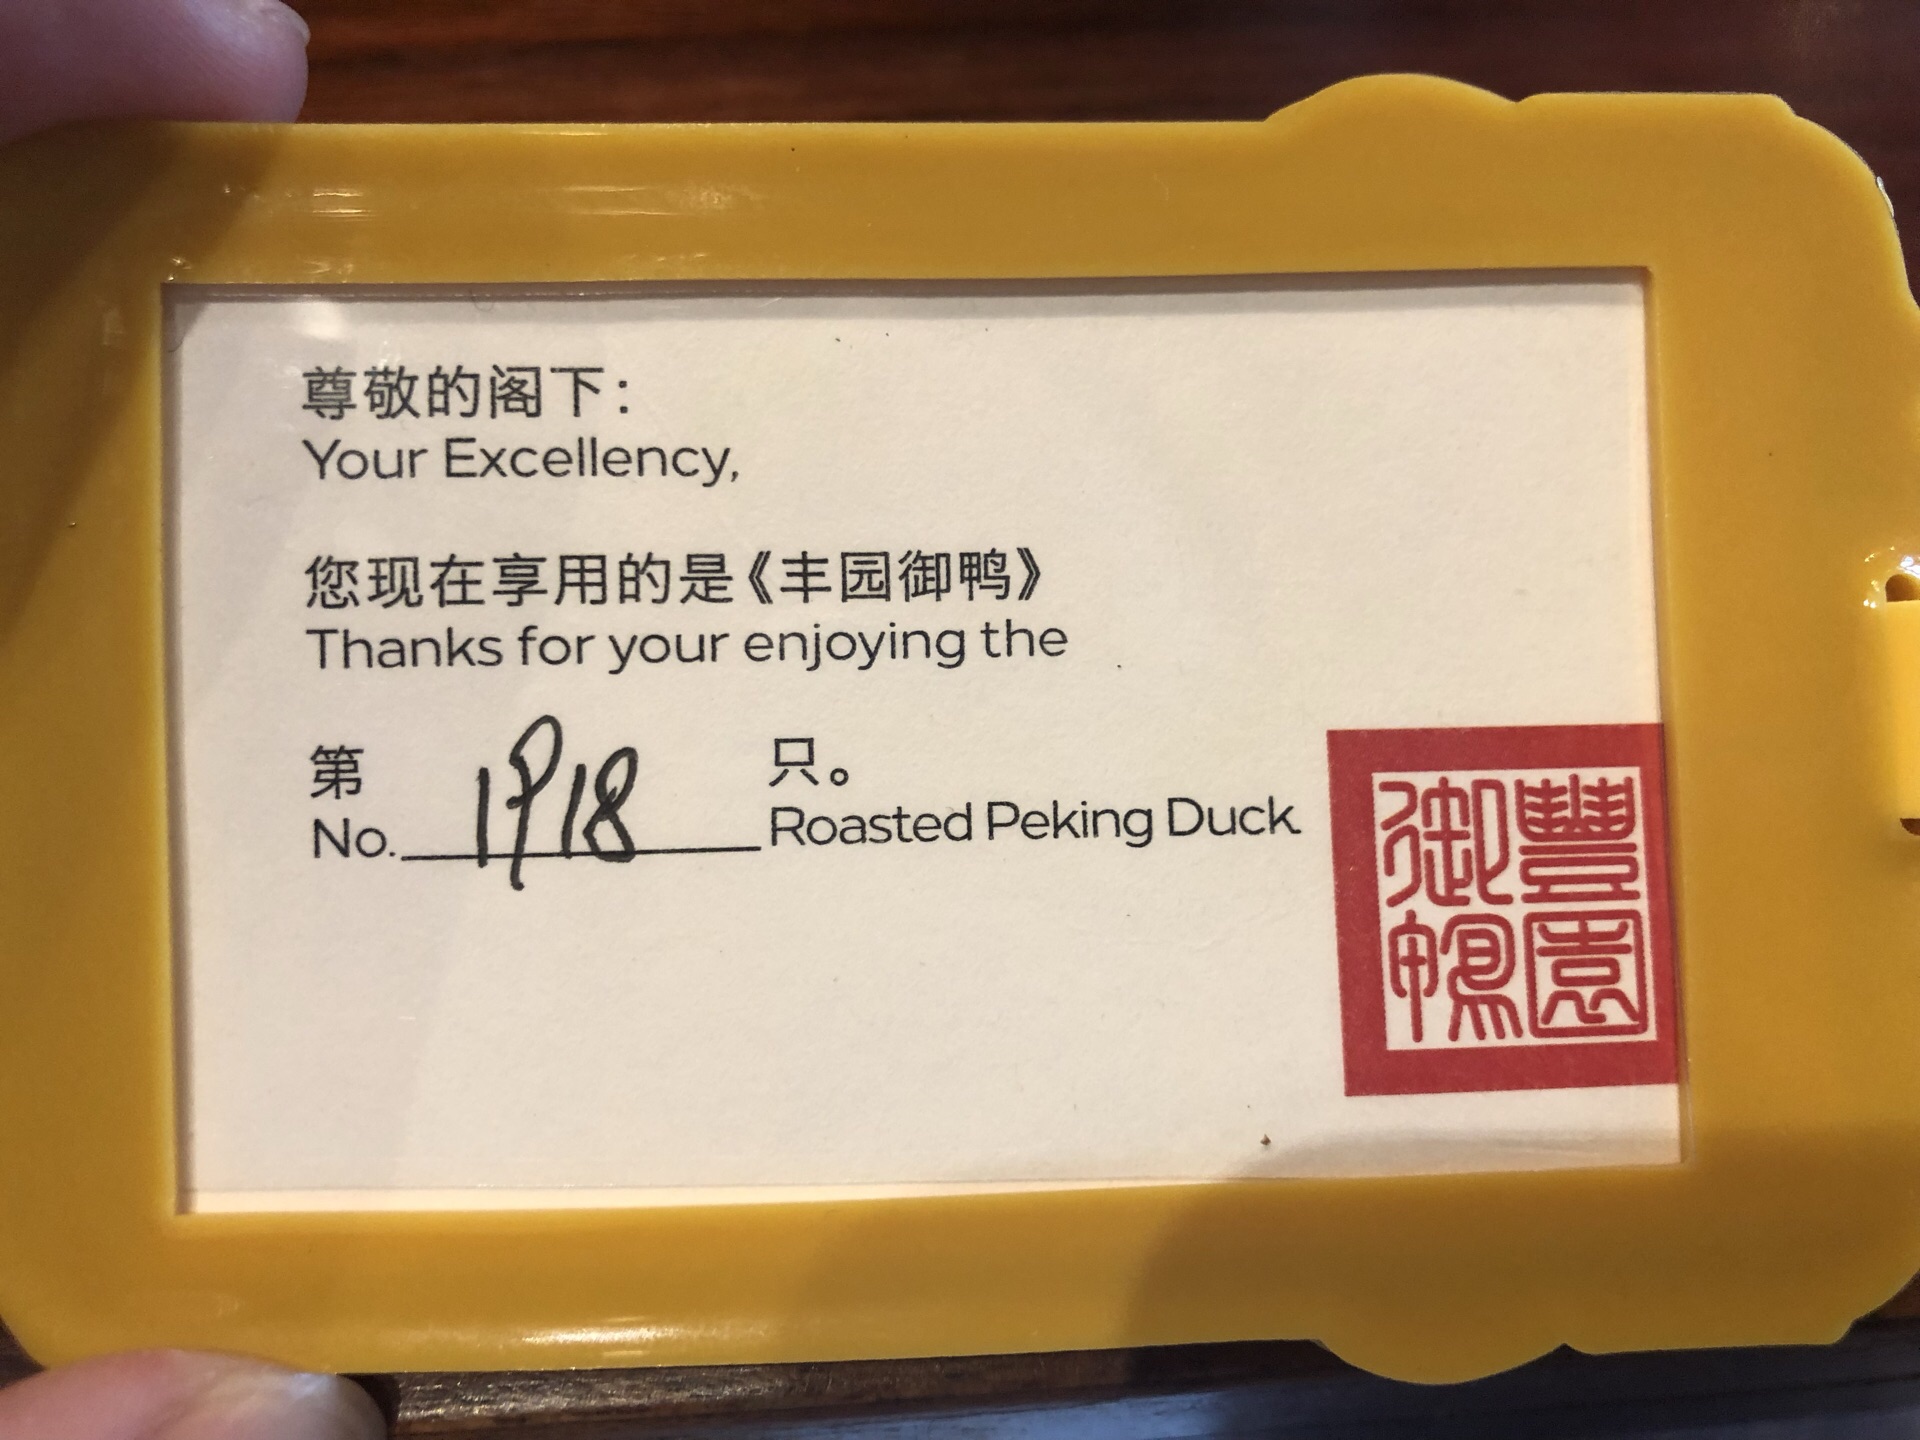 尊敬的阁下：
Your Excellency,
您现在享用的是《丰园御鸭》
Thanks for your enjoying the
第 1918 只。
No. Roasted Peking Duck
豐園
御鴨